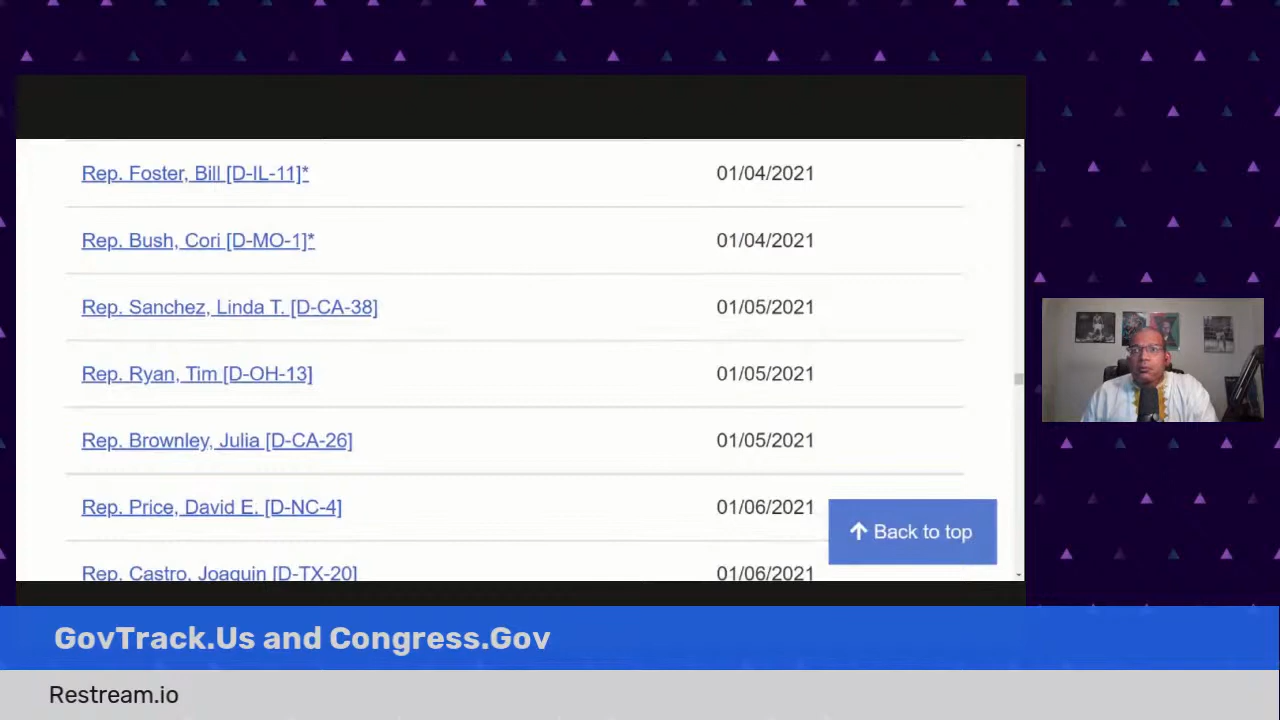 Rep. Foster, Bill [D-IL-11]* 01/04/2021
Rep. Bush, Cori [D-MO-1]* 01/04/2021
Rep. Sanchez, Linda T. [D-CA-38] 01/05/2021
Rep. Ryan, Tim [D-OH-13] 01/05/2021
Rep. Brownley, Julia [D-CA-26] 01/05/2021
Rep. Price, David E. [D-NC-4] 01/06/2021
Back to top
Rep. Castro, Joaquin [D-TX-20] 01/06/2021
GovTrack.Us and Congress.Gov
Restream.io